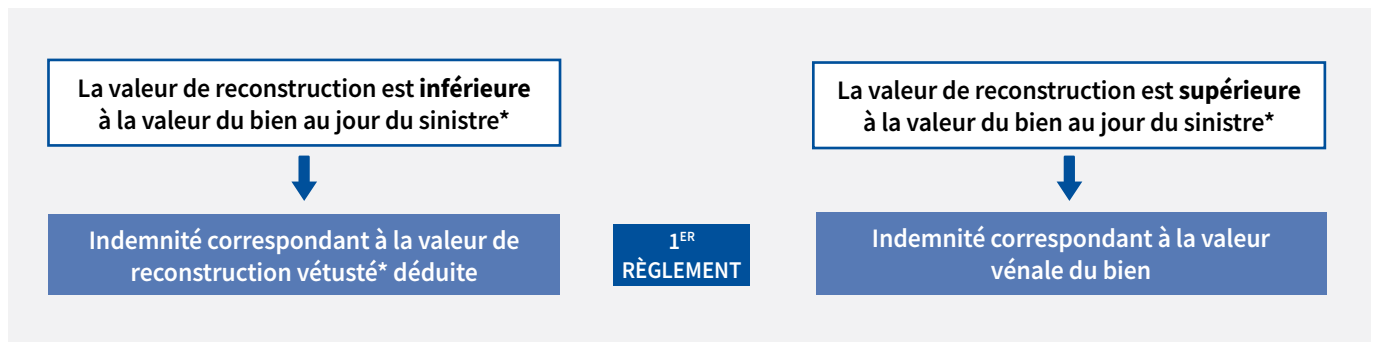 La valeur de reconstruction est inférieure
à la valeur du bien au jour du sinistre*
Indemnité correspondant à la valeur de
reconstruction vétusté* déduite
1ER
RÈGLEMENT
La valeur de reconstruction est supérieure
à la valeur du bien au jour du sinistre*
Indemnité correspondant à la valeur
vénale du bien